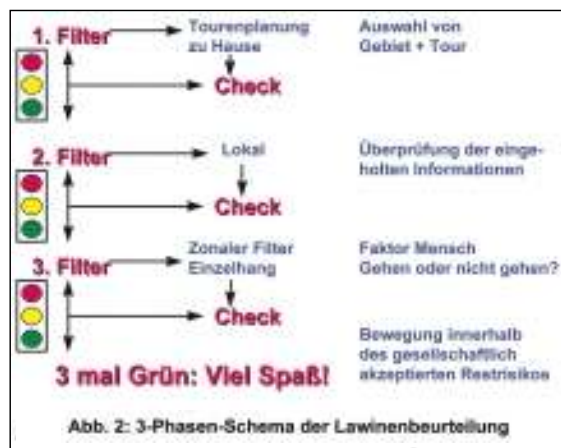 1. Filter
Tourenplanung
zu Hause
Auswahl von
Gebiet + Tour
Check
2. Filter
Lokal
Überprüfung der einge-
holten Informationen
Check
3. Filter
Zonaler Filter
Einzelhang
Faktor Mensch
Gehen oder nicht gehen?
Check
Bewegung innerhalb
des gesellschaftlich
akzeptierten Restrisikos
3 mal Grün: Viel Spaß!
Abb. 2: 3-Phasen-Schema der Lawinenbeurteilung